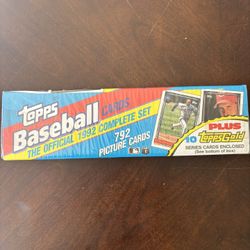 TOPPS
Baseball CARDS
THE OFFICIAL 1992 COMPLETE SET
792
PICTURE CARDS
PLUS
10 ToppsGold
SERIES CARDS ENCLOSED
(See bottom of box)